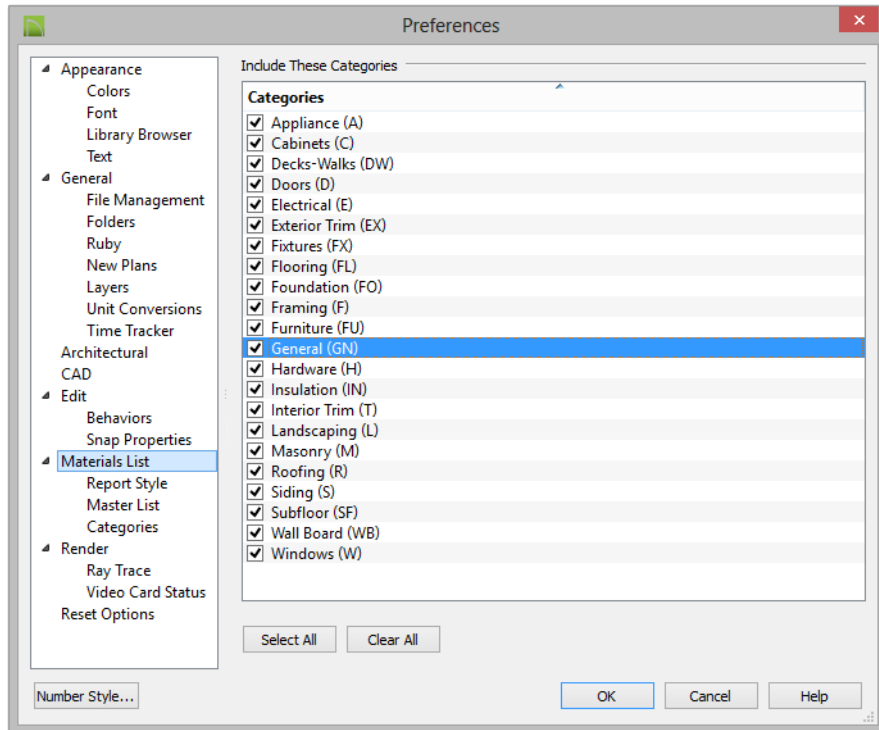 Preferences
Appearance
Colors
Font
Library Browser
Text
General
File Management
Folders
Ruby
New Plans
Layers
Unit Conversions
Time Tracker
Architectural
CAD
Edit
Behaviors
Snap Properties
Materials List
Report Style
Master List
Categories
Render
Ray Trace
Video Card Status
Reset Options
Include These Categories
Categories
Appliance (A)
Cabinets (C)
Decks-Walks (DW)
Doors (D)
Electrical (E)
Exterior Trim (EX)
Fixtures (FX)
Flooring (FL)
Foundation (FO)
Framing (F)
Furniture (FU)
General (GN)
Hardware (H)
Insulation (IN)
Interior Trim (T)
Landscaping (L)
Masonry (M)
Roofing (R)
Siding (S)
Subfloor (SF)
Wall Board (WB)
Windows (W)
Select All Clear All
Number Style... OK Cancel Help